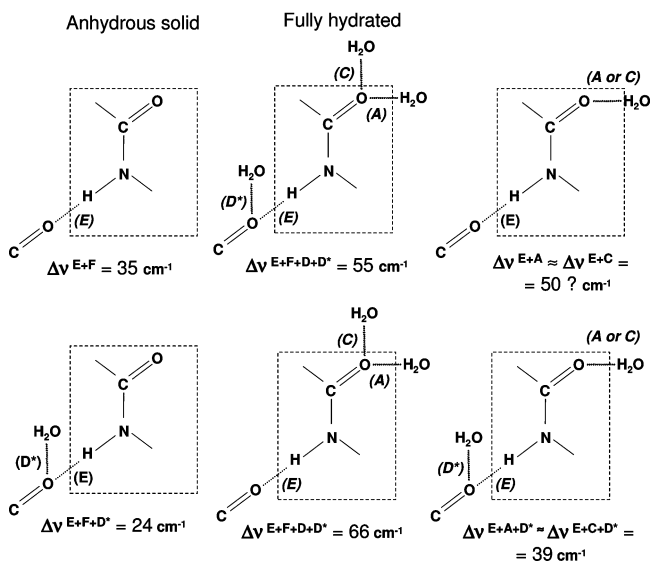 Anhydrous solid
Fully hydrated
O
C
N
H
O
C
(E)
Δν E+F = 35 cm-1
H2O
(C)
O
H2O
(A)
C
H2O
N
H
(D*)
O
(E)
C
Δν E+F+D+D* = 55 cm-1
(A or C)
O
H2O
C
N
H
O
(E)
C
Δν E+A ≈ Δν E+C =
= 50 ? cm-1
O
C
H2O
N
H
(D*)
(E)
O
C
Δν E+F+D* = 24 cm-1
H2O
(C)
O
H2O
(A)
C
N
H
O
(E)
C
Δν E+F+D+D* = 66 cm-1
(A or C)
O
H2O
C
H2O
N
H
(D*)
O
(E)
C
Δν E+A+D* ≈ Δν E+C+D* =
= 39 cm-1